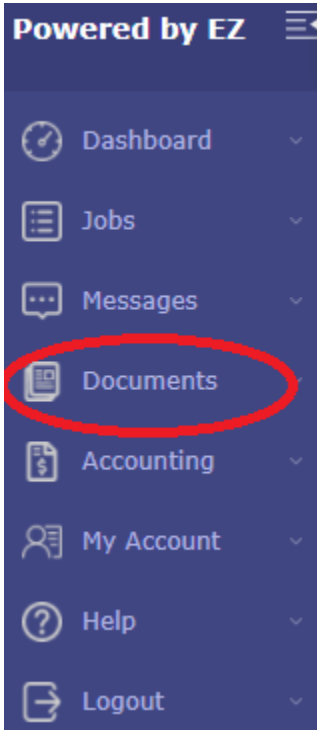 Powered by EZ
Dashboard
Jobs
Messages
Documents
Accounting
My Account
Help
Logout